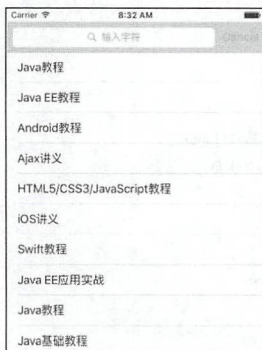 Carrier 8:32 AM
输入字符 Cancel
Java教程
Java EE教程
Android教程
Ajax讲义
HTML5/CSS3/JavaScript教程
iOS讲义
Swift教程
Java EE应用实战
Java教程
Java基础教程